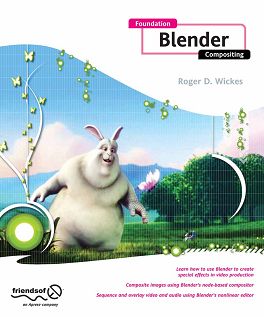 Foundation
Blender
Compositing
Roger D. Wickes
Learn how to use Blender to create
special effects in video production
Composite images using Blender's node-based compositor
Sequence and overlay video and audio using Blender's nonlinear editor
friendsof
an Apress company